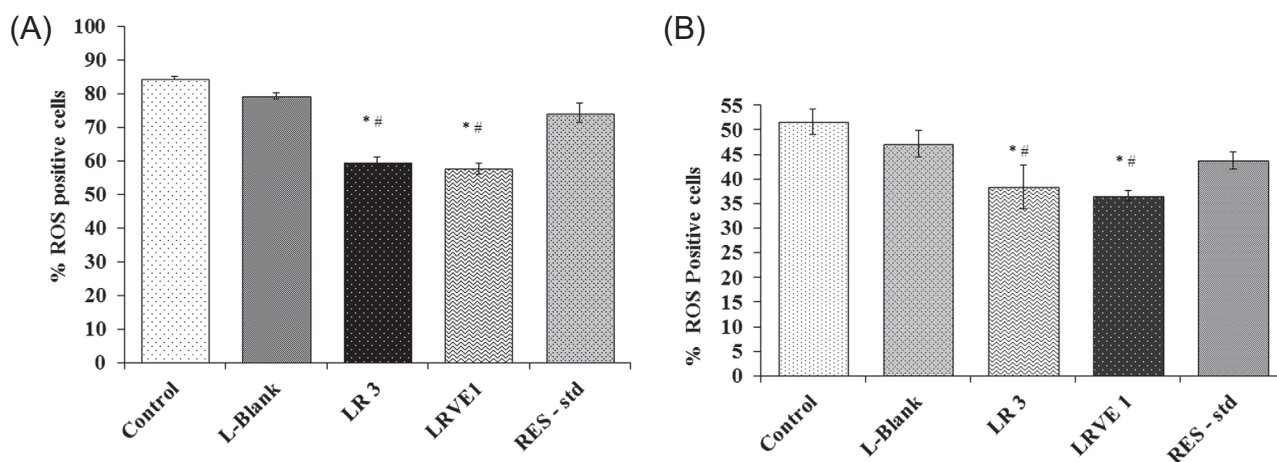 (A)
% ROS positive cells
100
90
80
70
60
50
40
30
20
10
0
* #
* #
Control
L-Blank
LR 3
LRVE1
RES - std
(B)
% ROS Positive cells
55
50
45
40
35
30
25
20
15
10
5
0
* #
* #
Control
L-Blank
LR 3
LRVE 1
RES - std